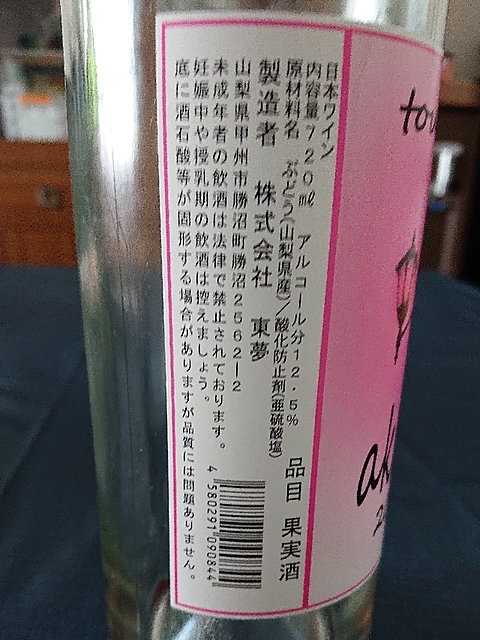 日本ワイン
内容量720㎖ アルコール分12.5%
原材料名 ぶどう(山梨県産)/酸化防止剤(亜硫酸塩)
品目 果実酒
製造者 株式会社 東夢
山梨県甲州市勝沼町勝沼2562-2
未成年者の飲酒は法律で禁止されております。
妊娠中や授乳期の飲酒は控えましょう。
底に酒石酸等が固形する場合がありますが品質には問題ありません。
4 580291 090844